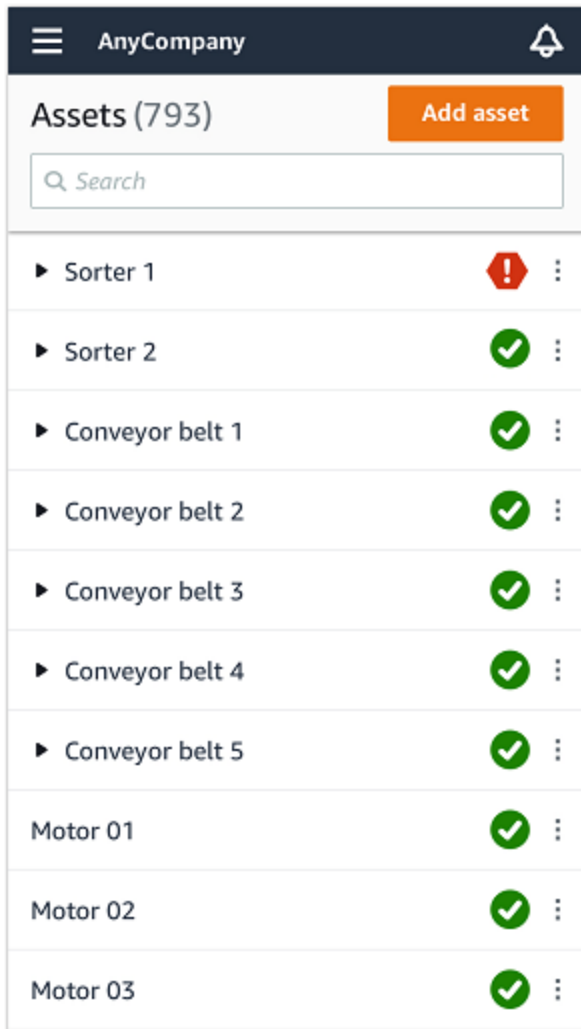 AnyCompany
Assets (793)
Add asset
Search
Sorter 1
Sorter 2
Conveyor belt 1
Conveyor belt 2
Conveyor belt 3
Conveyor belt 4
Conveyor belt 5
Motor 01
Motor 02
Motor 03